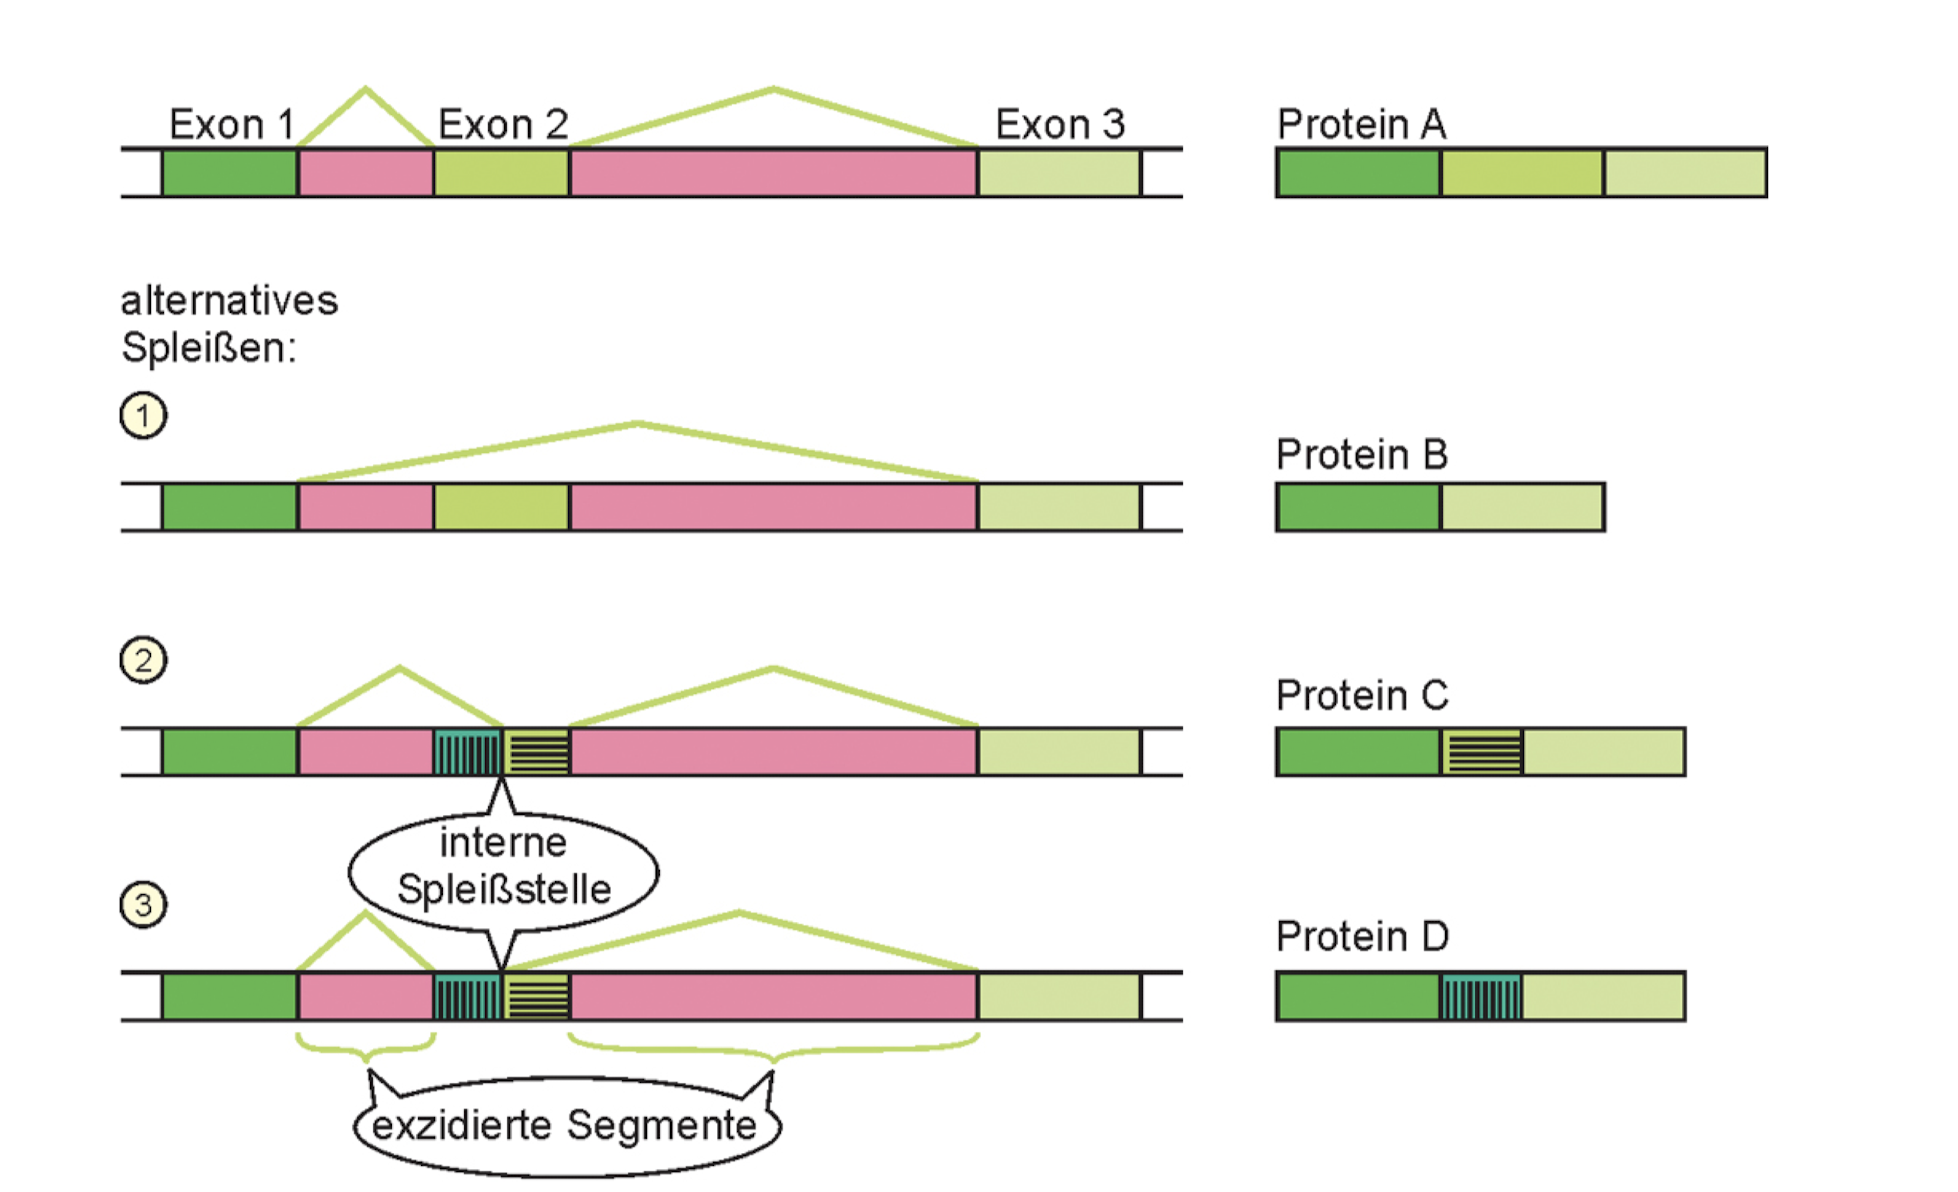 Exon 1
Exon 2
Exon 3
Protein A
alternatives
Spleißen:
1
Protein B
2
Protein C
interne
Spleißstelle
3
Protein D
exzidierte Segmente